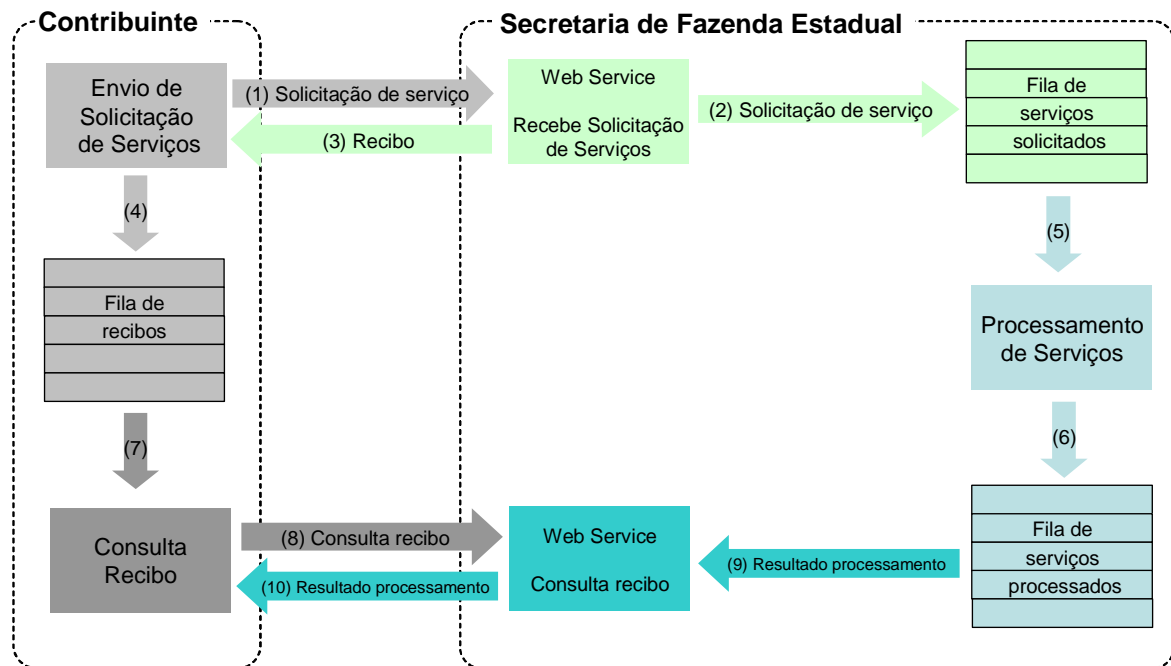 Contribuinte
Secretaria de Fazenda Estadual
Envio de
Solicitação
de Serviços
(1) Solicitação de serviço
(3) Recibo
Web Service
Recebe Solicitação
de Serviços
(2) Solicitação de serviço
Fila de
serviços
solicitados
(4)
(5)
Fila de
recibos
Processamento
de Serviços
(7)
(6)
Consulta
Recibo
(8) Consulta recibo
(10) Resultado processamento
Web Service
Consulta recibo
(9) Resultado processamento
Fila de
serviços
processados